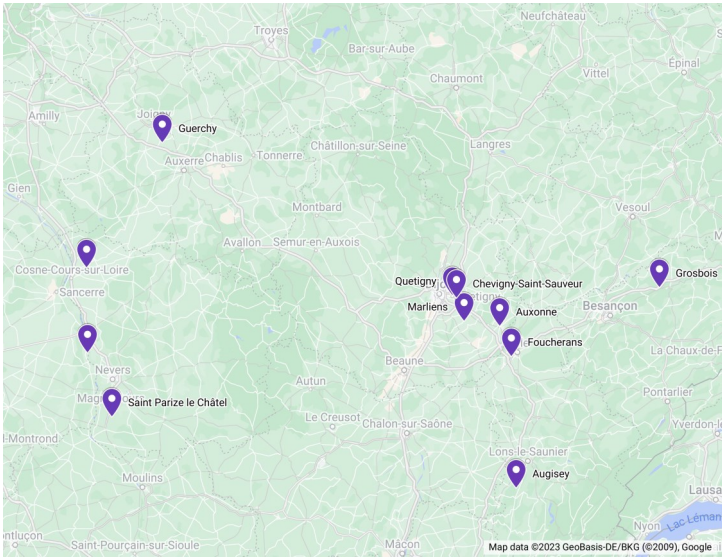 Neufchâteau
Troyes
Bar-sur-Aube
Épinal
Vittel
Chaumont
Amilly
Joigny
Guerchy
Châtillon-sur-Seine
Langres
Auxerre
Chablis
Tonnerre
Gien
Montbard
Vesoul
Avallon
Semur-en-Auxois
Cosne-Cours-sur-Loire
Grosbois
Quetigny
Chevigny-Saint-Sauveur
Sancerre
Marliens
Auxonne
Besançon
Foucherans
La Chaux-de-F
Beaune
Nevers
Autun
Pontarlier
Saint Parize le Châtel
Le Creusot
Chalon-sur-Saône
l-Montrond
Yverdon-le
Lons-le-Saunier
Moulins
Augisey
Lausa
Lac Léman
Nyon
ontluçon
Saint-Pourçain-sur-Sioule
Mâcon
Map data ©2023 GeoBasis-DE/BKG (©2009), Google